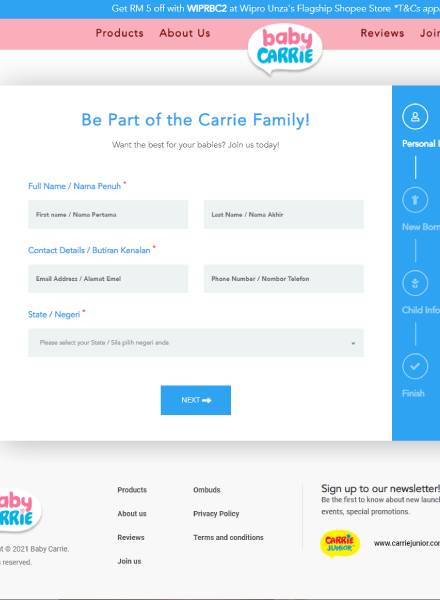 Get RM 5 off with WIPRBC2 at Wipro Unza's Flagship Shopee Store *T&Cs
Products About Us baby CARRIE Reviews
Be Part of the Carrie Family!
Want the best for your babies? Join us today!
Personal
Full Name / Nama Penuh *
First name / Nama Pertama Last Name / Nama Akhir
New Born
Contact Details / Butiran Kenalan *
Email Address / Alamat Emel Phone Number / Nombor Telefon
Child Info
State / Negeri *
Please select your State / Sila pilih negeri anda
Finish
NEXT
Products Ombuds Sign up to our newsletter!
Be the first to know about new
About us Privacy Policy events, special promotions.
Reviews Terms and conditions CARRIE JUNIOR www.carriejunior.co
© 2021 Baby Carrie.
Join us reserved.